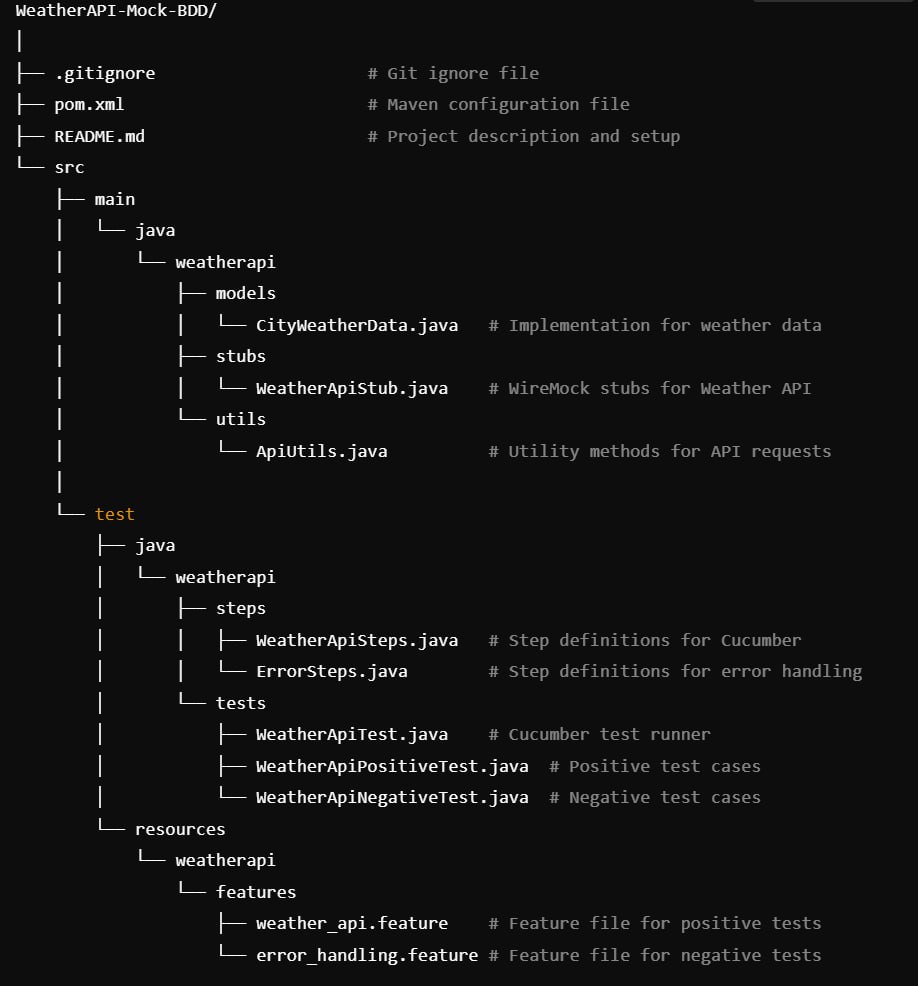 WeatherAPI-Mock-BDD/
│
├── .gitignore                     # Git ignore file
├── pom.xml                        # Maven configuration file
├── README.md                      # Project description and setup
└── src
    ├── main
    │   └── java
    │       └── weatherapi
    │           ├── models
    │           │   └── CityWeatherData.java   # Implementation for weather data
    │           ├── stubs
    │           │   └── WeatherApiStub.java    # WireMock stubs for Weather API
    │           └── utils
    │               └── ApiUtils.java          # Utility methods for API requests
    │
    └── test
        ├── java
        │   └── weatherapi
        │       ├── steps
        │       │   ├── WeatherApiSteps.java   # Step definitions for Cucumber
        │       │   └── ErrorSteps.java        # Step definitions for error handling
        │       └── tests
        │           ├── WeatherApiTest.java    # Cucumber test runner
        │           ├── WeatherApiPositiveTest.java  # Positive test cases
        │           └── WeatherApiNegativeTest.java  # Negative test cases
        └── resources
            └── weatherapi
                └── features
                    ├── weather_api.feature    # Feature file for positive tests
                    └── error_handling.feature # Feature file for negative tests